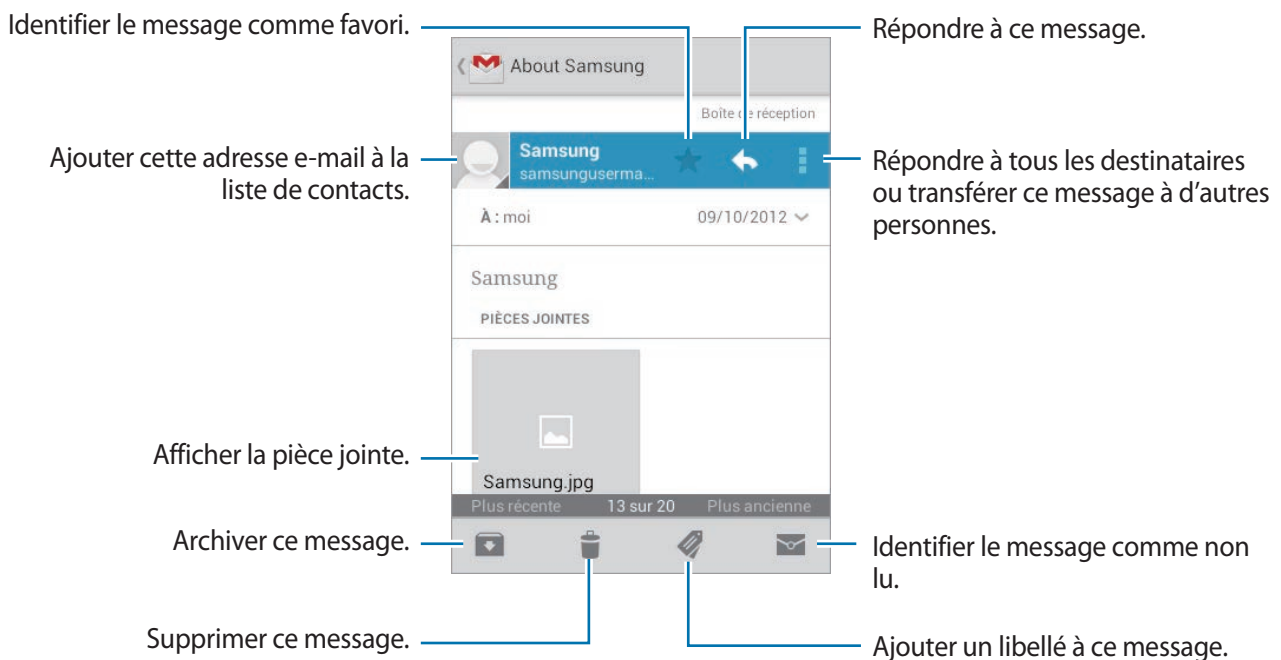 Identifier le message comme favori.
Répondre à ce message.
About Samsung
Boîte de réception
Ajouter cette adresse e-mail à la
liste de contacts.
Samsung
samsunguserma...
Répondre à tous les destinataires
ou transférer ce message à d’autres
personnes.
À : moi
09/10/2012
Samsung
PIÈCES JOINTES
Afficher la pièce jointe.
Samsung.jpg
Plus récente
13 sur 20
Plus ancienne
Archiver ce message.
Identifier le message comme non
lu.
Supprimer ce message.
Ajouter un libellé à ce message.